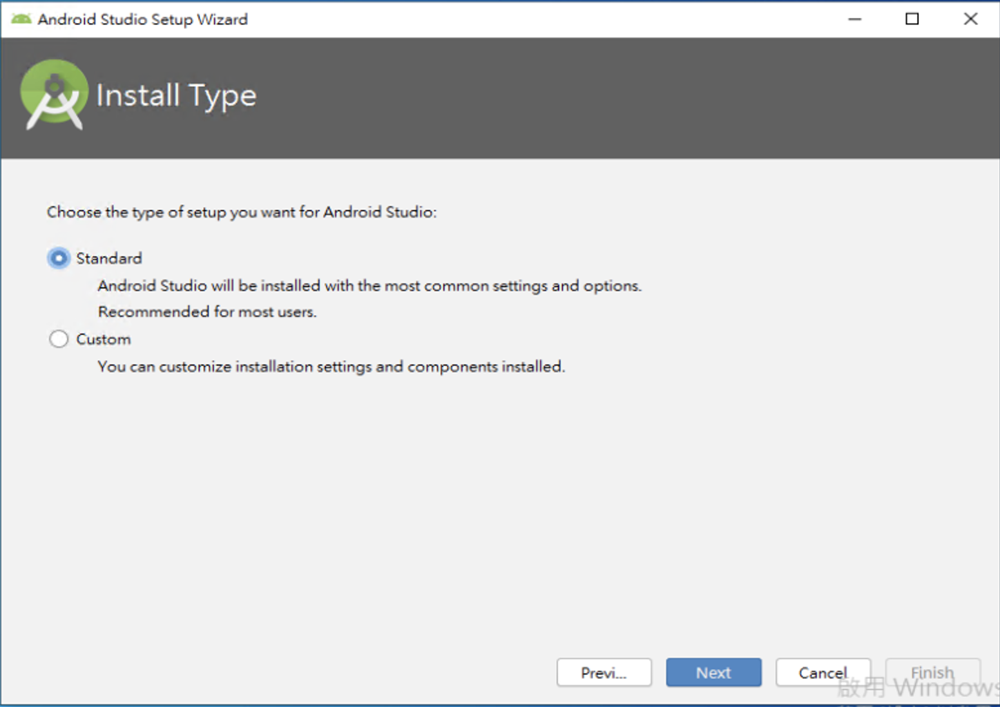 Android Studio Setup Wizard
Install Type
Choose the type of setup you want for Android Studio:
Standard
Android Studio will be installed with the most common settings and options.
Recommended for most users.
Custom
You can customize installation settings and components installed.
Previ... Next Cancel Finish
啟用 Windows